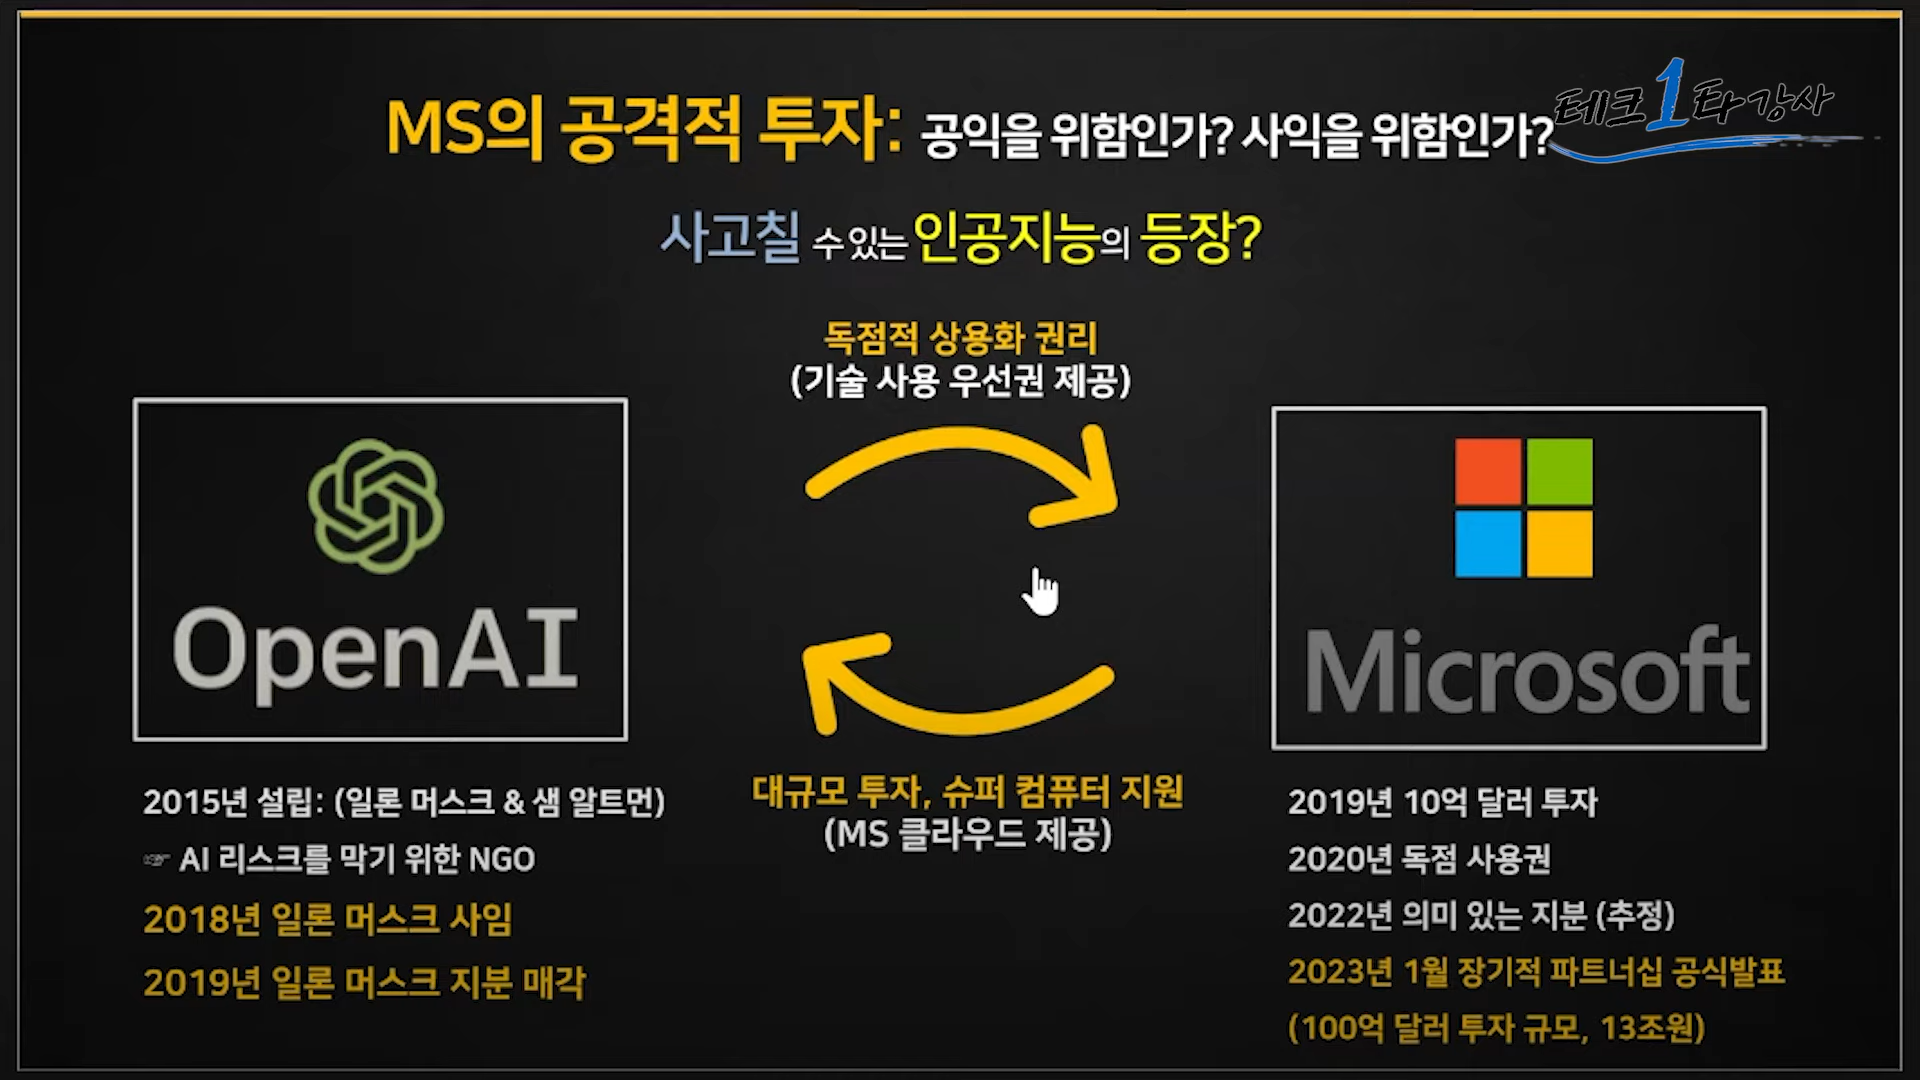 MS의 공격적 투자: 공익을 위함인가? 사익을 위함인가?
테크1타강사
사고칠 수 있는 인공지능의 등장?
독점적 상용화 권리
(기술 사용 우선권 제공)
OpenAI
Microsoft
대규모 투자, 슈퍼 컴퓨터 지원
(MS 클라우드 제공)
2015년 설립: (일론 머스크 & 샘 알트먼)
☞ AI 리스크를 막기 위한 NGO
2018년 일론 머스크 사임
2019년 일론 머스크 지분 매각
2019년 10억 달러 투자
2020년 독점 사용권
2022년 의미 있는 지분 (추정)
2023년 1월 장기적 파트너십 공식발표
(100억 달러 투자 규모, 13조원)